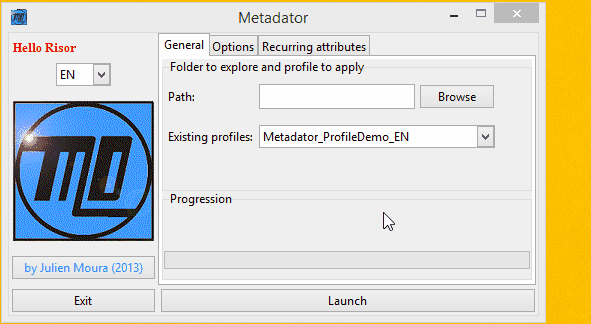 Metadator
Hello Risor
EN
General Options Recurring attributes
Folder to explore and profile to apply
Path:
Browse
Existing profiles: Metadator_ProfileDemo_EN
Progression
by Julien Moura (2013)
Exit
Launch